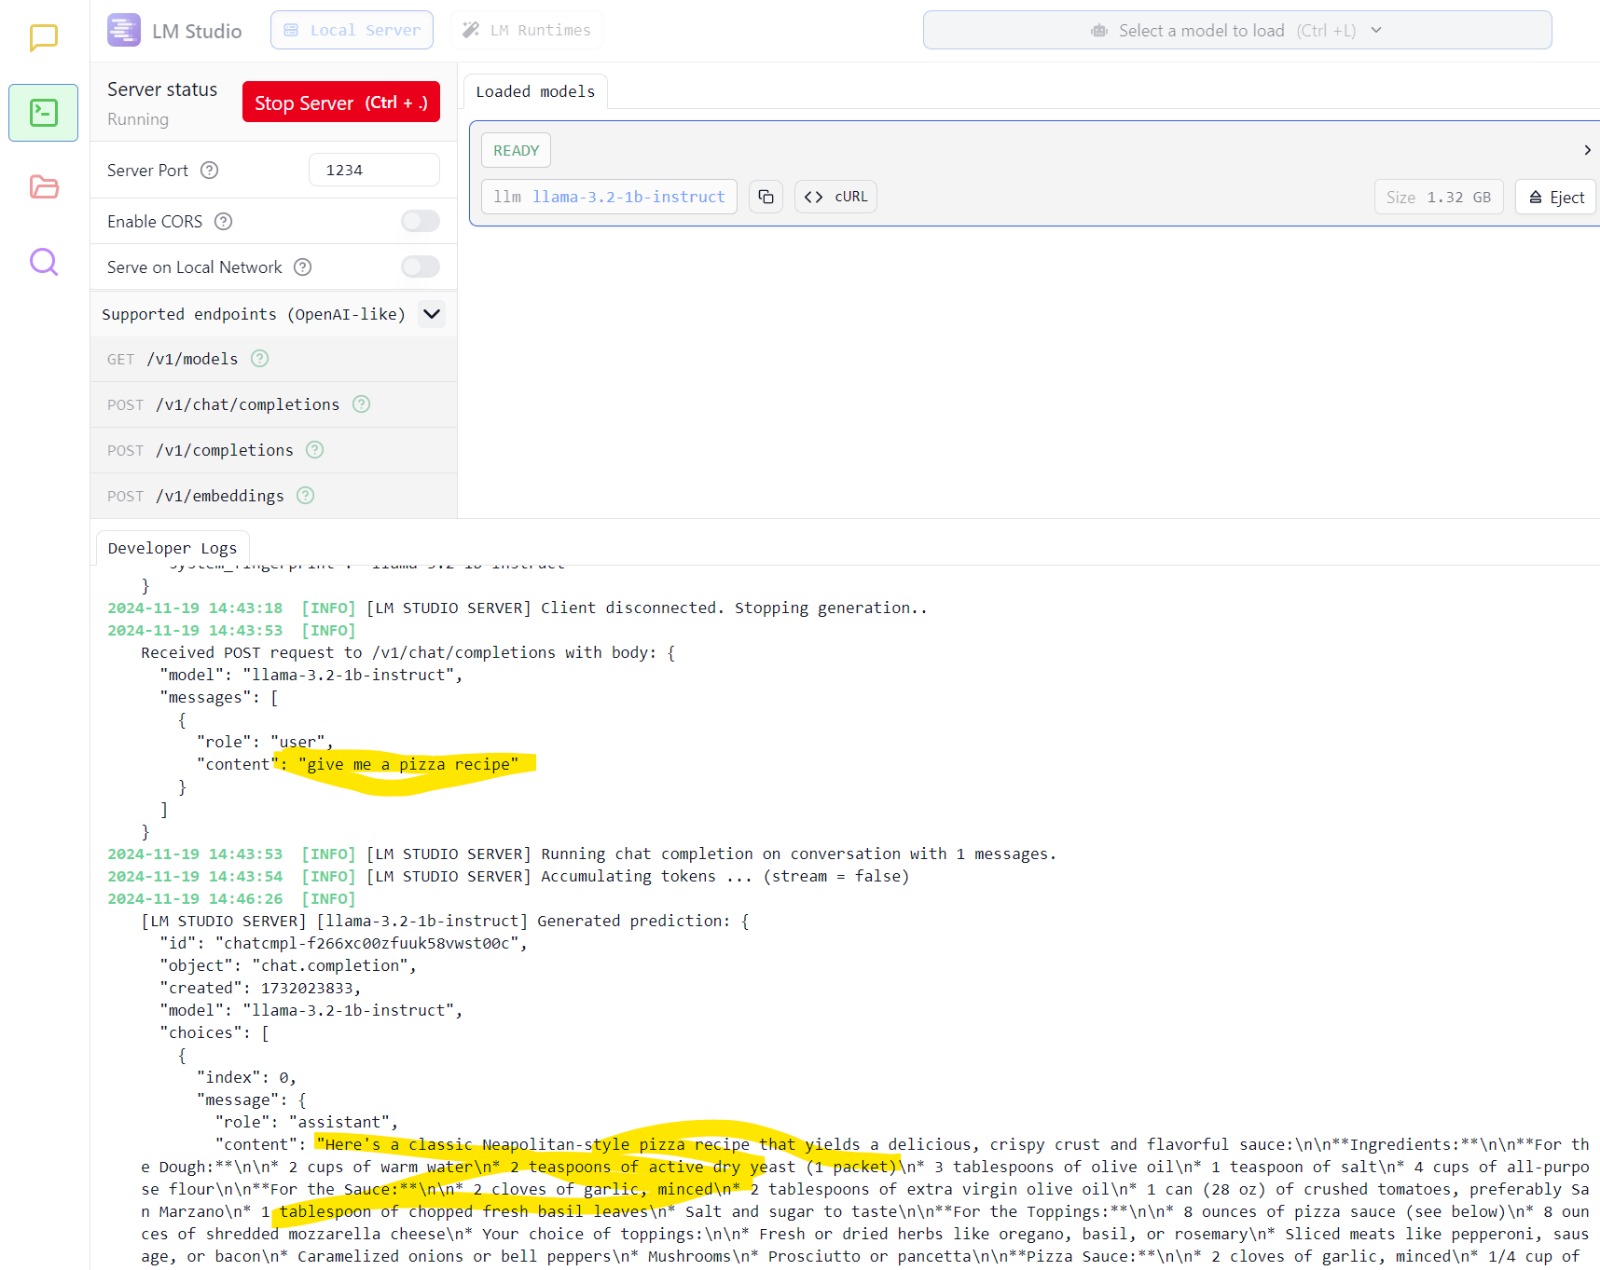 LM Studio
Local Server
LM Runtimes
Select a model to load (Ctrl +L)
Server status
Running
Stop Server (Ctrl + .)
Server Port
1234
Enable CORS
Serve on Local Network
Supported endpoints (OpenAI-like)
GET /v1/models
POST /v1/chat/completions
POST /v1/completions
POST /v1/embeddings
Loaded models
READY
llm llama-3.2-1b-instruct
cURL
Size 1.32 GB
Eject
Developer Logs
"system_fingerprint": "llama-3.2-1b-instruct"
}
2024-11-19 14:43:18 [INFO] [LM STUDIO SERVER] Client disconnected. Stopping generation..
2024-11-19 14:43:53 [INFO]
Received POST request to /v1/chat/completions with body: {
"model": "llama-3.2-1b-instruct",
"messages": [
{
"role": "user",
"content": "give me a pizza recipe"
}
]
}
2024-11-19 14:43:53 [INFO] [LM STUDIO SERVER] Running chat completion on conversation with 1 messages.
2024-11-19 14:43:54 [INFO] [LM STUDIO SERVER] Accumulating tokens ... (stream = false)
2024-11-19 14:46:26 [INFO]
[LM STUDIO SERVER] [llama-3.2-1b-instruct] Generated prediction: {
"id": "chatcmpl-f266xc00zfuuk58vwst00c",
"object": "chat.completion",
"created": 1732023833,
"model": "llama-3.2-1b-instruct",
"choices": [
{
"index": 0,
"message": {
"role": "assistant",
"content": "Here's a classic Neapolitan-style pizza recipe that yields a delicious, crispy crust and flavorful sauce:\n\n**Ingredients:**\n\n**For th
e Dough:**\n\n* 2 cups of warm water\n* 2 teaspoons of active dry yeast (1 packet)\n* 3 tablespoons of olive oil\n* 1 teaspoon of salt\n* 4 cups of all-purpo
se flour\n\n**For the Sauce:**\n\n* 2 cloves of garlic, minced\n* 2 tablespoons of extra virgin olive oil\n* 1 can (28 oz) of crushed tomatoes, preferably Sa
n Marzano\n* 1 tablespoon of chopped fresh basil leaves\n* Salt and sugar to taste\n\n**For the Toppings:**\n\n* 8 ounces of pizza sauce (see below)\n* 8 oun
ces of shredded mozzarella cheese\n* Your choice of toppings:\n\n* Fresh or dried herbs like oregano, basil, or rosemary\n* Sliced meats like pepperoni, saus
age, or bacon\n* Caramelized onions or bell peppers\n* Mushrooms\n* Prosciutto or pancetta\n\n**Pizza Sauce:**\n\n* 2 cloves of garlic, minced\n* 1/4 cup of